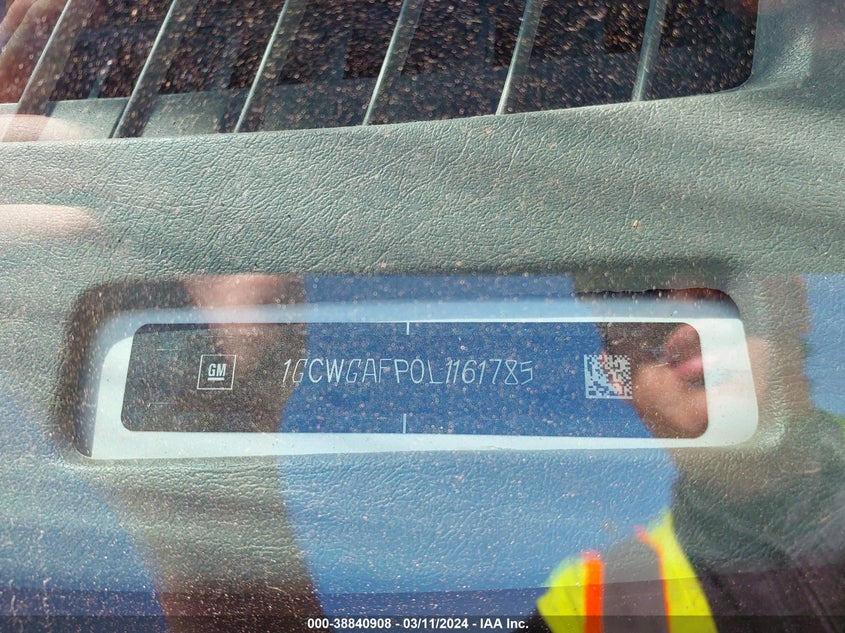 GM
1GCWGAFP0L1161785
000-38840908 - 03/11/2024 - IAA Inc.